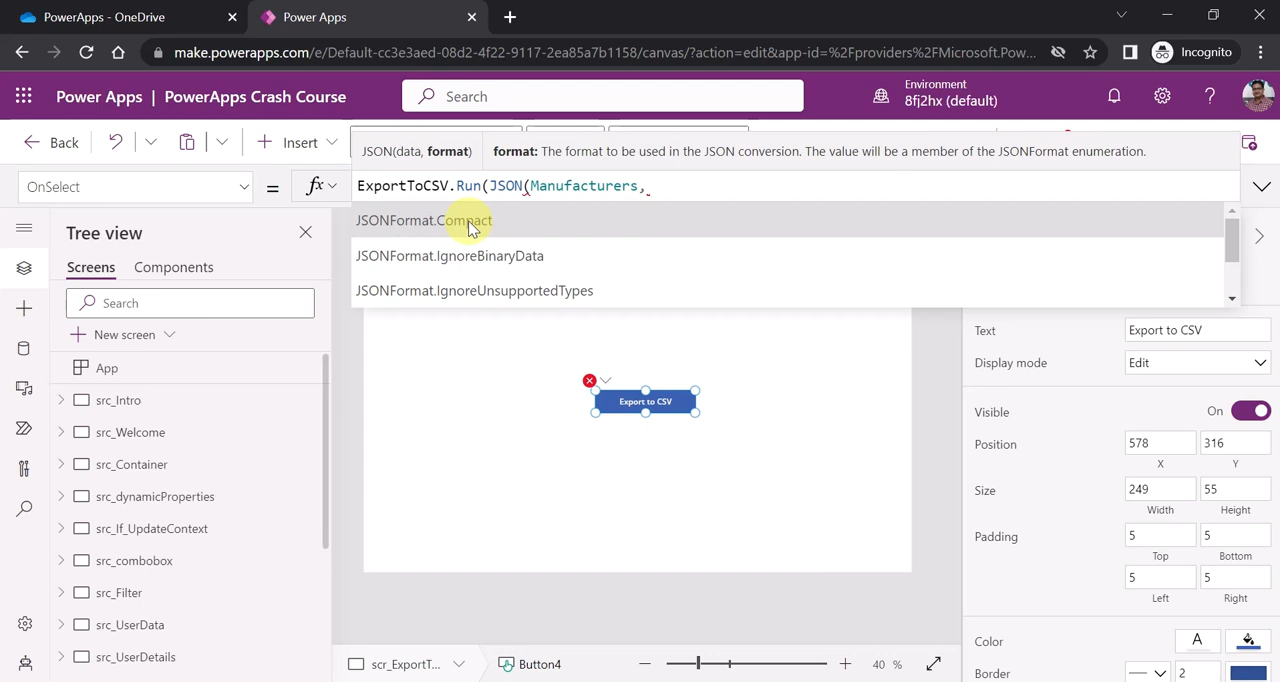 PowerApps - OneDrive
Power Apps
make.powerapps.com/e/Default-cc3e3aed-08d2-4f22-9117-2ea85a7b1158/canvas/?action=edit&app-id=%2Fproviders%2FMicrosoft.Pow...
Incognito
Power Apps | PowerApps Crash Course
Search
Environment
8fj2hx (default)
Back
Insert
JSON(data, format)
format: The format to be used in the JSON conversion. The value will be a member of the JSONFormat enumeration.
OnSelect
=
fx
ExportToCSV.Run(JSON(Manufacturers,
JSONFormat.Compact
JSONFormat.IgnoreBinaryData
JSONFormat.IgnoreUnsupportedTypes
Tree view
Screens
Components
Search
New screen
App
src_Intro
src_Welcome
src_Container
src_dynamicProperties
src_If_UpdateContext
src_combobox
src_Filter
src_UserData
src_UserDetails
Export to CSV
scr_ExportT...
Button4
40 %
Text
Export to CSV
Display mode
Edit
Visible
On
Position
578
316
X
Y
Size
249
55
Width
Height
Padding
5
5
Top
Bottom
5
5
Left
Right
Color
A
Border
2